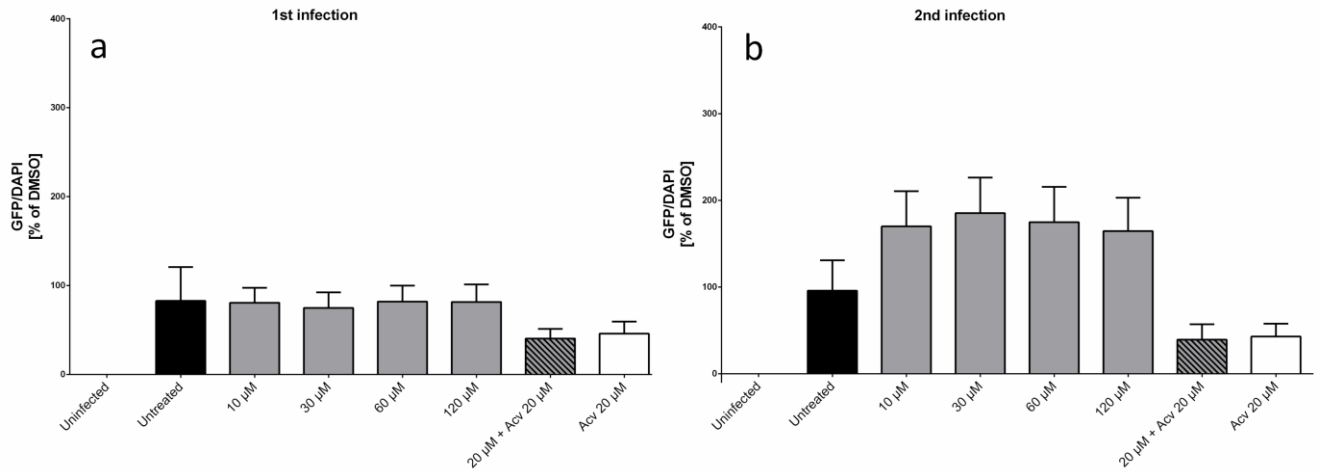 1st infection
a
400
300
200
100
0
GFP/DAPI
[% of DMSO]
Uninfected
Untreated
10 µM
30 µM
60 µM
120 µM
20 µM + Acv 20 µM
Acv 20 µM
2nd infection
b
400
300
200
100
0
GFP/DAPI
[% of DMSO]
Uninfected
Untreated
10 µM
30 µM
60 µM
120 µM
20 µM + Acv 20 µM
Acv 20 µM